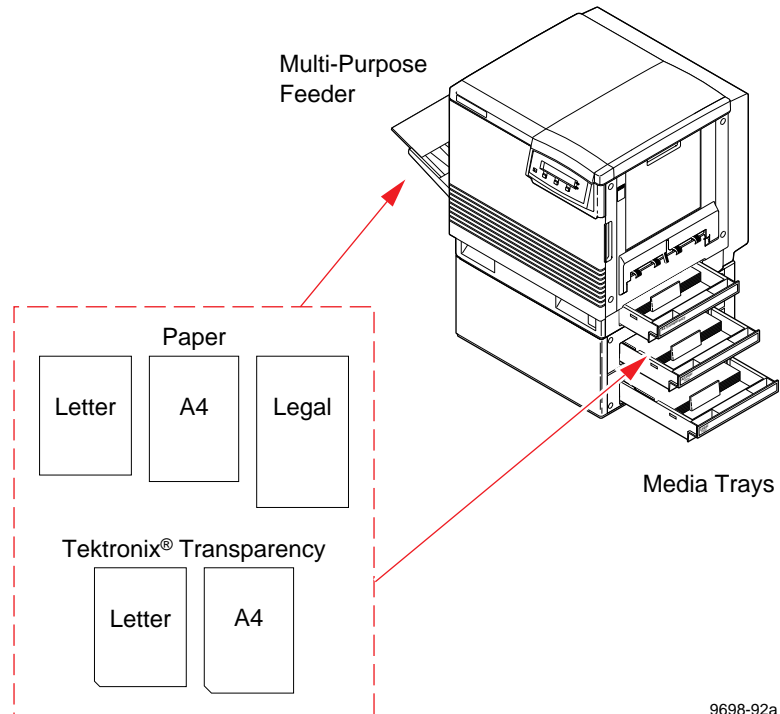 Multi-Purpose
Feeder
Paper
Letter
A4
Legal
Media Trays
Tektronix® Transparency
Letter
A4
9698-92a